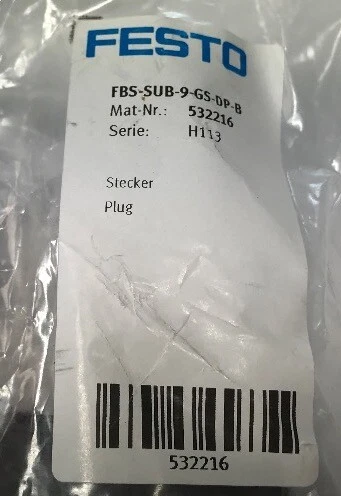 FESTO
FBS-SUB-9-GS-DP-B
Mat-Nr.: 532216
Serie: H113
Stecker
Plug
532216